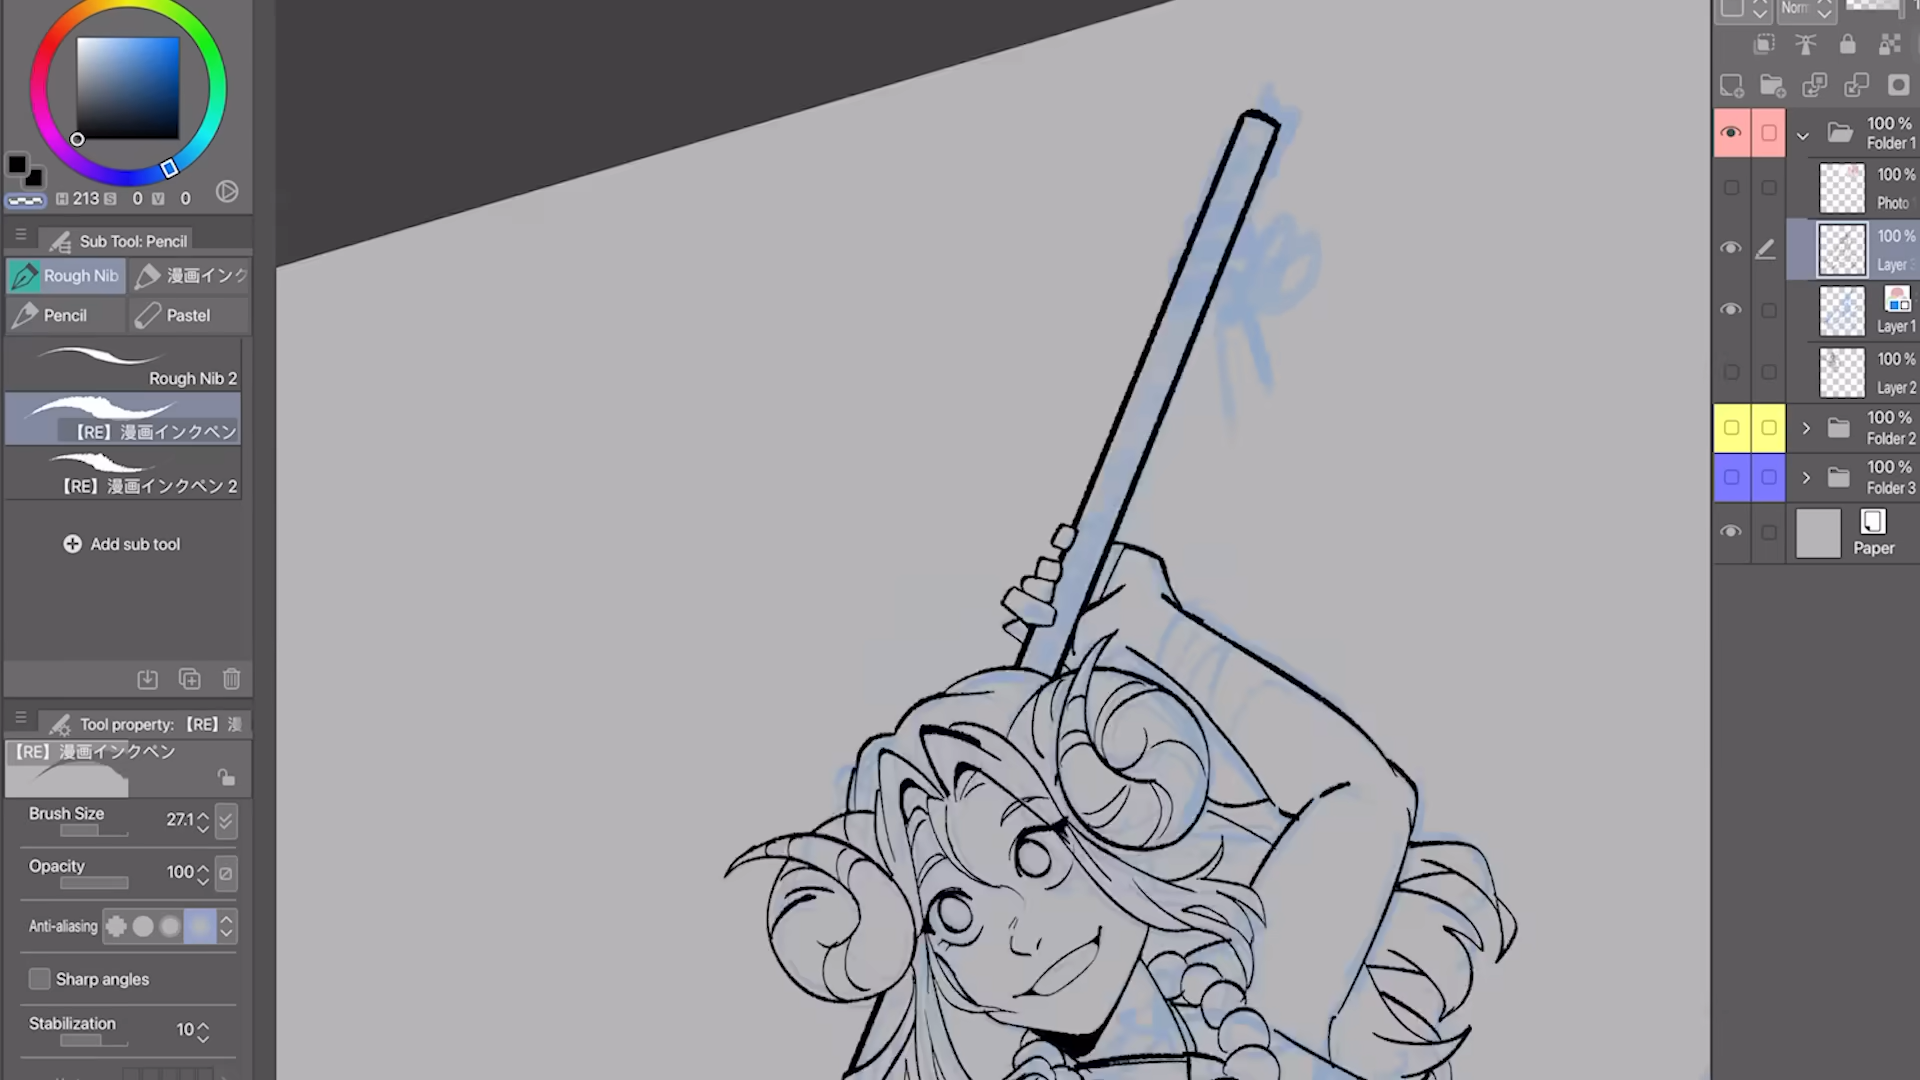 H 213 S 0 V 0
Sub Tool: Pencil
Rough Nib
漫画インク
Pencil
Pastel
Rough Nib 2
【RE】漫画インクペン
【RE】漫画インクペン 2
Add sub tool
Tool property: 【RE】漫
【RE】漫画インクペン
Brush Size 27.1
Opacity 100
Anti-aliasing
Sharp angles
Stabilization 10
Norm
100 %
Folder 1
100 %
Photo
100 %
Layer
Layer 1
100 %
Layer 2
100 %
Folder 2
100 %
Folder 3
Paper